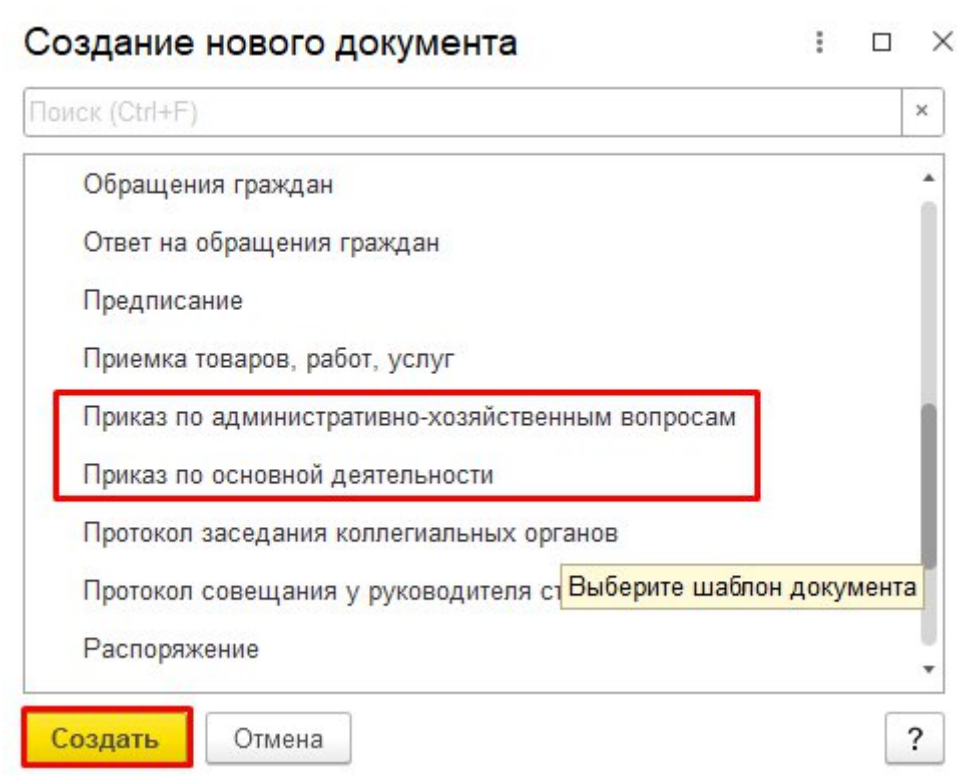 Создание нового документа
Поиск (Ctrl+F)
Обращения граждан
Ответ на обращения граждан
Предписание
Приемка товаров, работ, услуг
Приказ по административно-хозяйственным вопросам
Приказ по основной деятельности
Протокол заседания коллегиальных органов
Протокол совещания у руководителя
Выберите шаблон документа
Распоряжение
Создать Отмена ?